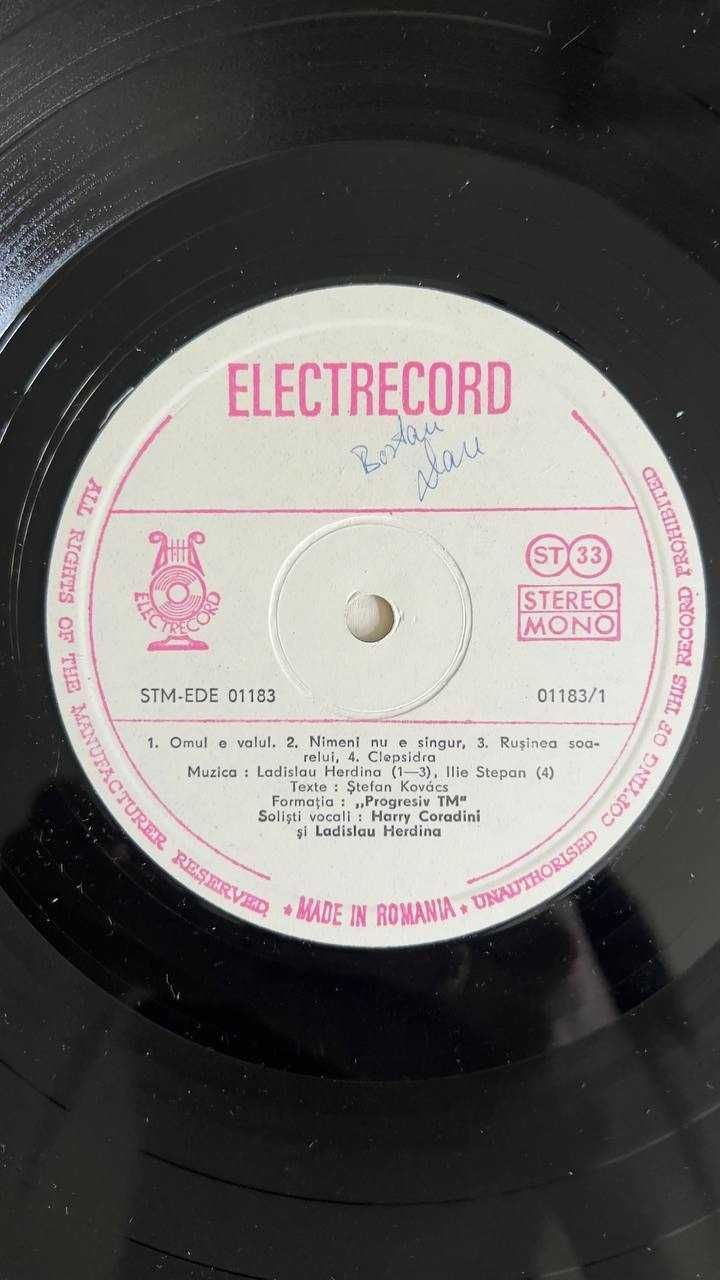 ELECTRECORD
Bostan
Dan
ELECTRECORD
ST 33
STEREO
MONO
STM-EDE 01183
01183/1
1. Omul e valul. 2. Nimeni nu e singur, 3. Rușinea soa-
relui, 4. Clepsidra
Muzica : Ladislau Herdina (1—3), Ilie Stepan (4)
Texte : Ștefan Kovács
Formația : „Progresiv TM"
Soliști vocali : Harry Coradini
și Ladislau Herdina
ALL RIGHTS OF THE MANUFACTURER RESERVED ★ MADE IN ROMANIA ★ UNAUTHORISED COPYING OF THIS RECORD PROHIBITED